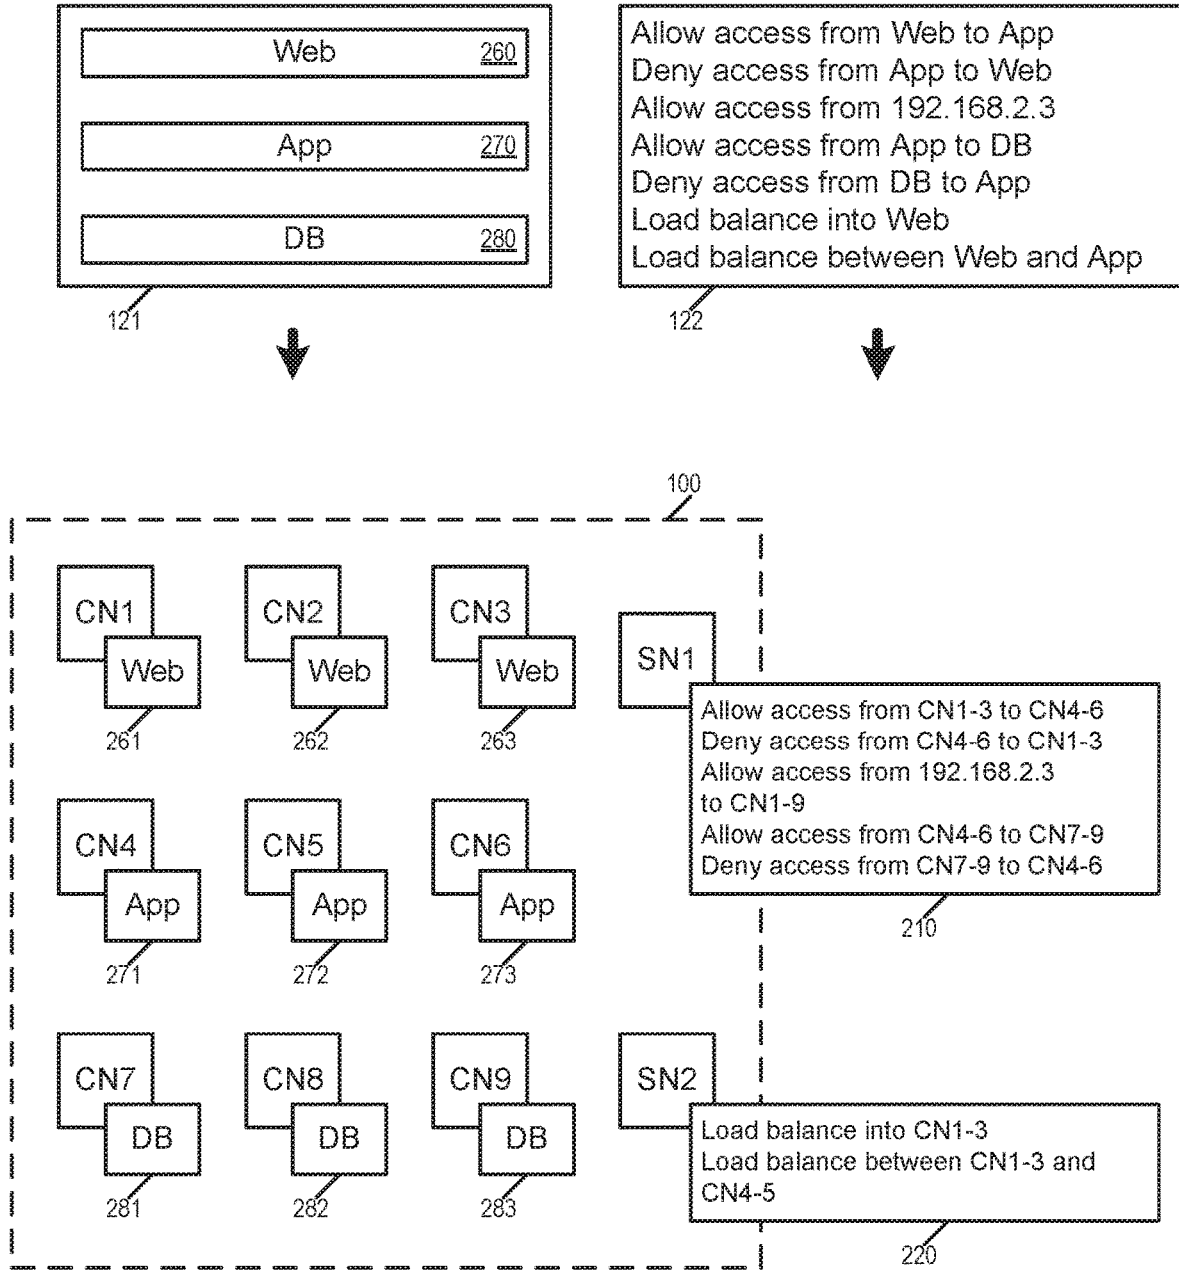 Web 260
App 270
DB 280
121
Allow access from Web to App
Deny access from App to Web
Allow access from 192.168.2.3
Allow access from App to DB
Deny access from DB to App
Load balance into Web
Load balance between Web and App
122
100
CN1
Web
261
CN2
Web
262
CN3
Web
263
SN1
Allow access from CN1-3 to CN4-6
Deny access from CN4-6 to CN1-3
Allow access from 192.168.2.3
to CN1-9
Allow access from CN4-6 to CN7-9
Deny access from CN7-9 to CN4-6
210
CN4
App
271
CN5
App
272
CN6
App
273
CN7
DB
281
CN8
DB
282
CN9
DB
283
SN2
Load balance into CN1-3
Load balance between CN1-3 and
CN4-5
220